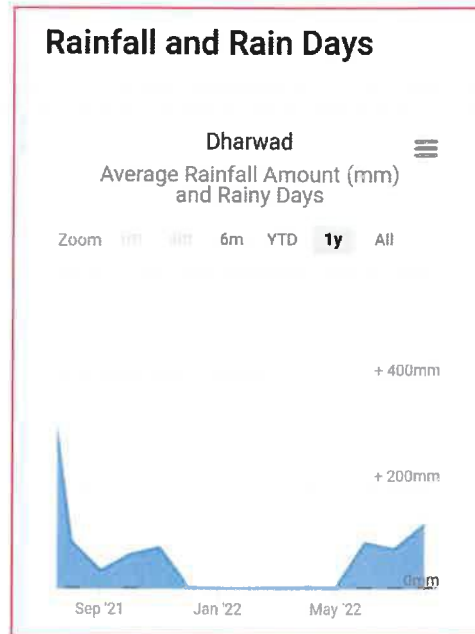 Rainfall and Rain Days
Dharwad
Average Rainfall Amount (mm)
and Rainy Days
Zoom 6m YTD 1y All
+ 400mm
+ 200mm
0mm
Sep '21 Jan '22 May '22